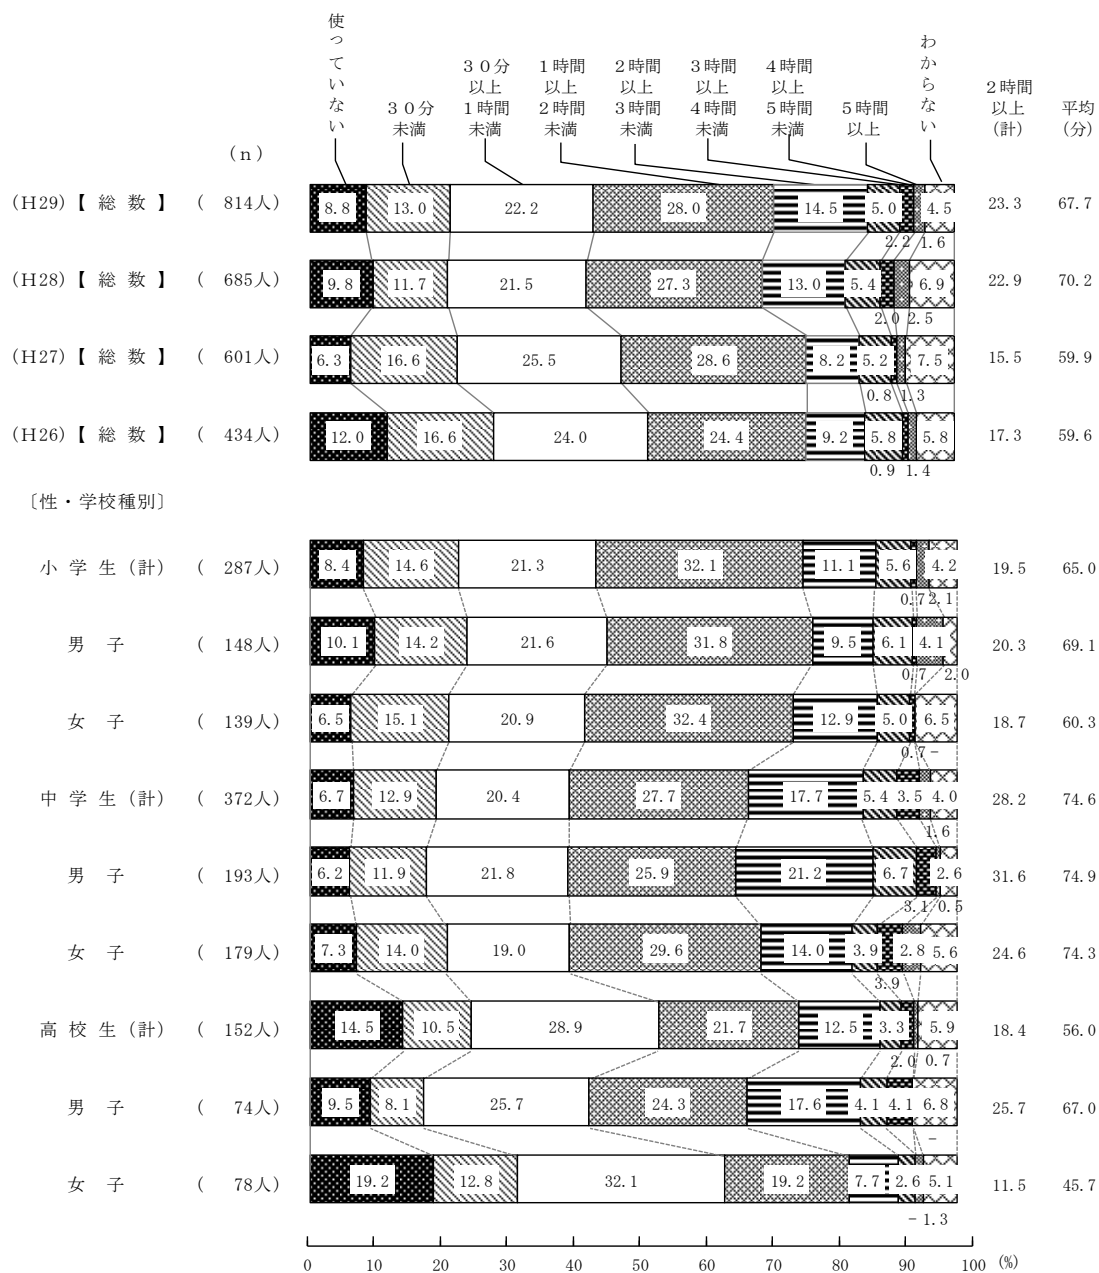 使っていない
３０分
未満
３０分
以上
１時間
未満
１時間
以上
２時間
未満
２時間
以上
３時間
未満
３時間
以上
４時間
未満
４時間
以上
５時間
未満
５時間
以上
わからない
２時間
以上
(計)
平均
(分)
(ｎ)
(H29)【 総 数 】 ( 814人) 8.8 13.0 22.2 28.0 14.5 5.0 4.5 23.3 67.7
2.2 1.6
(H28)【 総 数 】 ( 685人) 9.8 11.7 21.5 27.3 13.0 5.4 6.9 22.9 70.2
2.0 2.5
(H27)【 総 数 】 ( 601人) 6.3 16.6 25.5 28.6 8.2 5.2 7.5 15.5 59.9
0.8 1.3
(H26)【 総 数 】 ( 434人) 12.0 16.6 24.0 24.4 9.2 5.8 5.8 17.3 59.6
0.9 1.4
〔性・学校種別〕
小 学 生 (計) ( 287人) 8.4 14.6 21.3 32.1 11.1 5.6 4.2 19.5 65.0
0.7 2.1
男 子 ( 148人) 10.1 14.2 21.6 31.8 9.5 6.1 4.1 20.3 69.1
0.7 2.0
女 子 ( 139人) 6.5 15.1 20.9 32.4 12.9 5.0 6.5 18.7 60.3
0.7 -
中 学 生 (計) ( 372人) 6.7 12.9 20.4 27.7 17.7 5.4 3.5 4.0 28.2 74.6
1.6
男 子 ( 193人) 6.2 11.9 21.8 25.9 21.2 6.7 2.6 31.6 74.9
3.1 0.5
女 子 ( 179人) 7.3 14.0 19.0 29.6 14.0 3.9 2.8 5.6 24.6 74.3
3.9
高 校 生 (計) ( 152人) 14.5 10.5 28.9 21.7 12.5 3.3 5.9 18.4 56.0
2.0 0.7
男 子 ( 74人) 9.5 8.1 25.7 24.3 17.6 4.1 4.1 6.8 25.7 67.0
-
女 子 ( 78人) 19.2 12.8 32.1 19.2 7.7 2.6 5.1 11.5 45.7
- 1.3
0 10 20 30 40 50 60 70 80 90 100 (%)